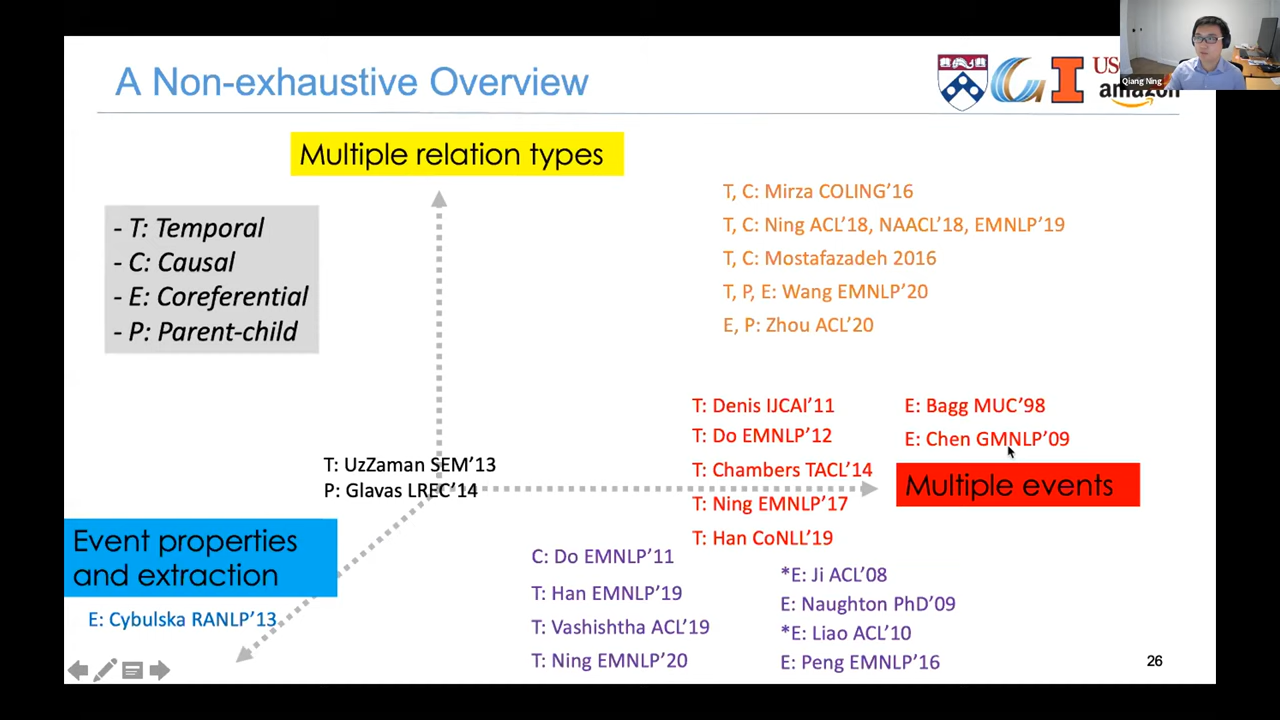 A Non-exhaustive Overview
USC
amazon
Qiang Ning
Multiple relation types
- T: Temporal
- C: Causal
- E: Coreferential
- P: Parent-child
T, C: Mirza COLING’16
T, C: Ning ACL’18, NAACL’18, EMNLP’19
T, C: Mostafazadeh 2016
T, P, E: Wang EMNLP’20
E, P: Zhou ACL’20
T: Denis IJCAI’11
T: Do EMNLP’12
T: Chambers TACL’14
T: Ning EMNLP’17
T: Han CoNLL’19
E: Bagg MUC’98
E: Chen GMNLP’09
Multiple events
T: UzZaman SEM’13
P: Glavas LREC’14
Event properties
and extraction
E: Cybulska RANLP’13
C: Do EMNLP’11
T: Han EMNLP’19
T: Vashishtha ACL’19
T: Ning EMNLP’20
*E: Ji ACL’08
E: Naughton PhD’09
*E: Liao ACL’10
E: Peng EMNLP’16
26